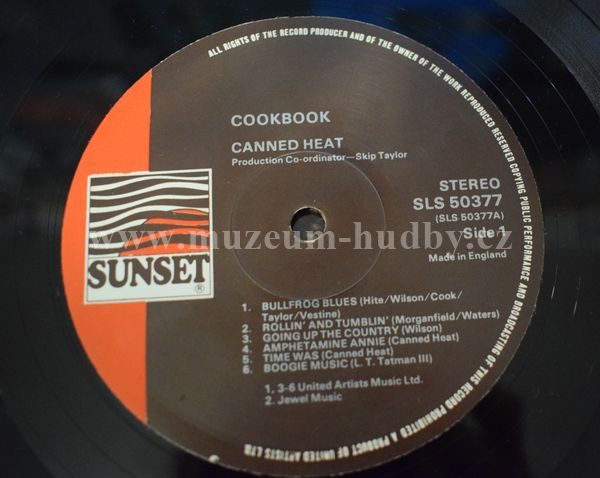 ALL RIGHTS OF THE RECORD PRODUCER AND OF THE OWNER OF THE WORK REPRODUCED RESERVED COPYING PUBLIC PERFORMANCE AND BROADCASTING OF THIS RECORD PROHIBITED A PRODUCT OF UNITED ARTISTS LTD
COOKBOOK
CANNED HEAT
Production Co-ordinator—Skip Taylor
STEREO
SLS 50377
(SLS 50377A)
Side 1
Made in England
www.muzeum-hudby.cz
SUNSET®
1. BULLFROG BLUES (Hite/Wilson/Cook/
Taylor/Vestine)
2. ROLLIN' AND TUMBLIN' (Morganfield/Waters)
3. GOING UP THE COUNTRY (Wilson)
4. AMPHETAMINE ANNIE (Canned Heat)
5. TIME WAS (Canned Heat)
6. BOOGIE MUSIC (L. T. Tatman III)
1. 3-6 United Artists Music Ltd.
2. Jewel Music